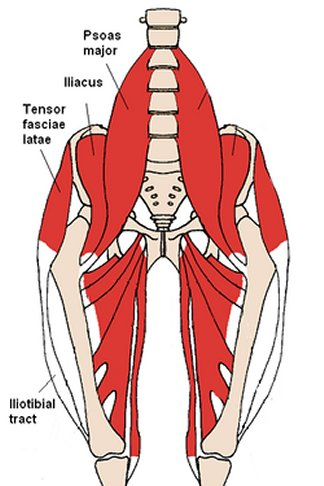 Psoas
major
Iliacus
Tensor
fasciae
latae
Iliotibial
tract